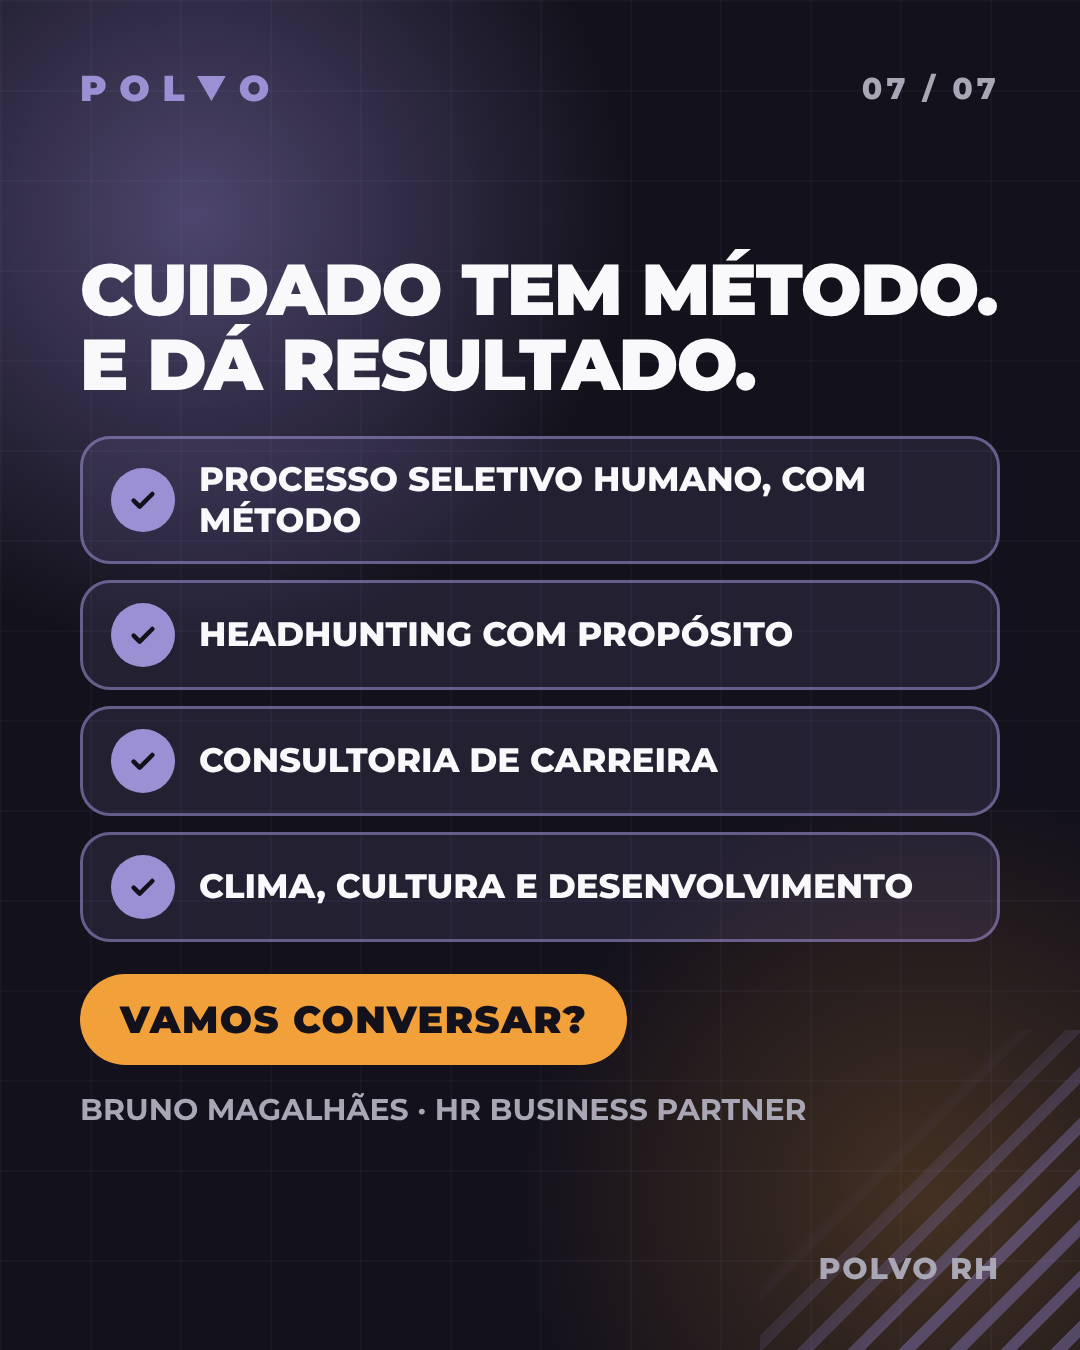 POLVO
07 / 07
CUIDADO TEM MÉTODO.
E DÁ RESULTADO.
PROCESSO SELETIVO HUMANO, COM
MÉTODO
HEADHUNTING COM PROPÓSITO
CONSULTORIA DE CARREIRA
CLIMA, CULTURA E DESENVOLVIMENTO
VAMOS CONVERSAR?
BRUNO MAGALHÃES · HR BUSINESS PARTNER
POLVO RH